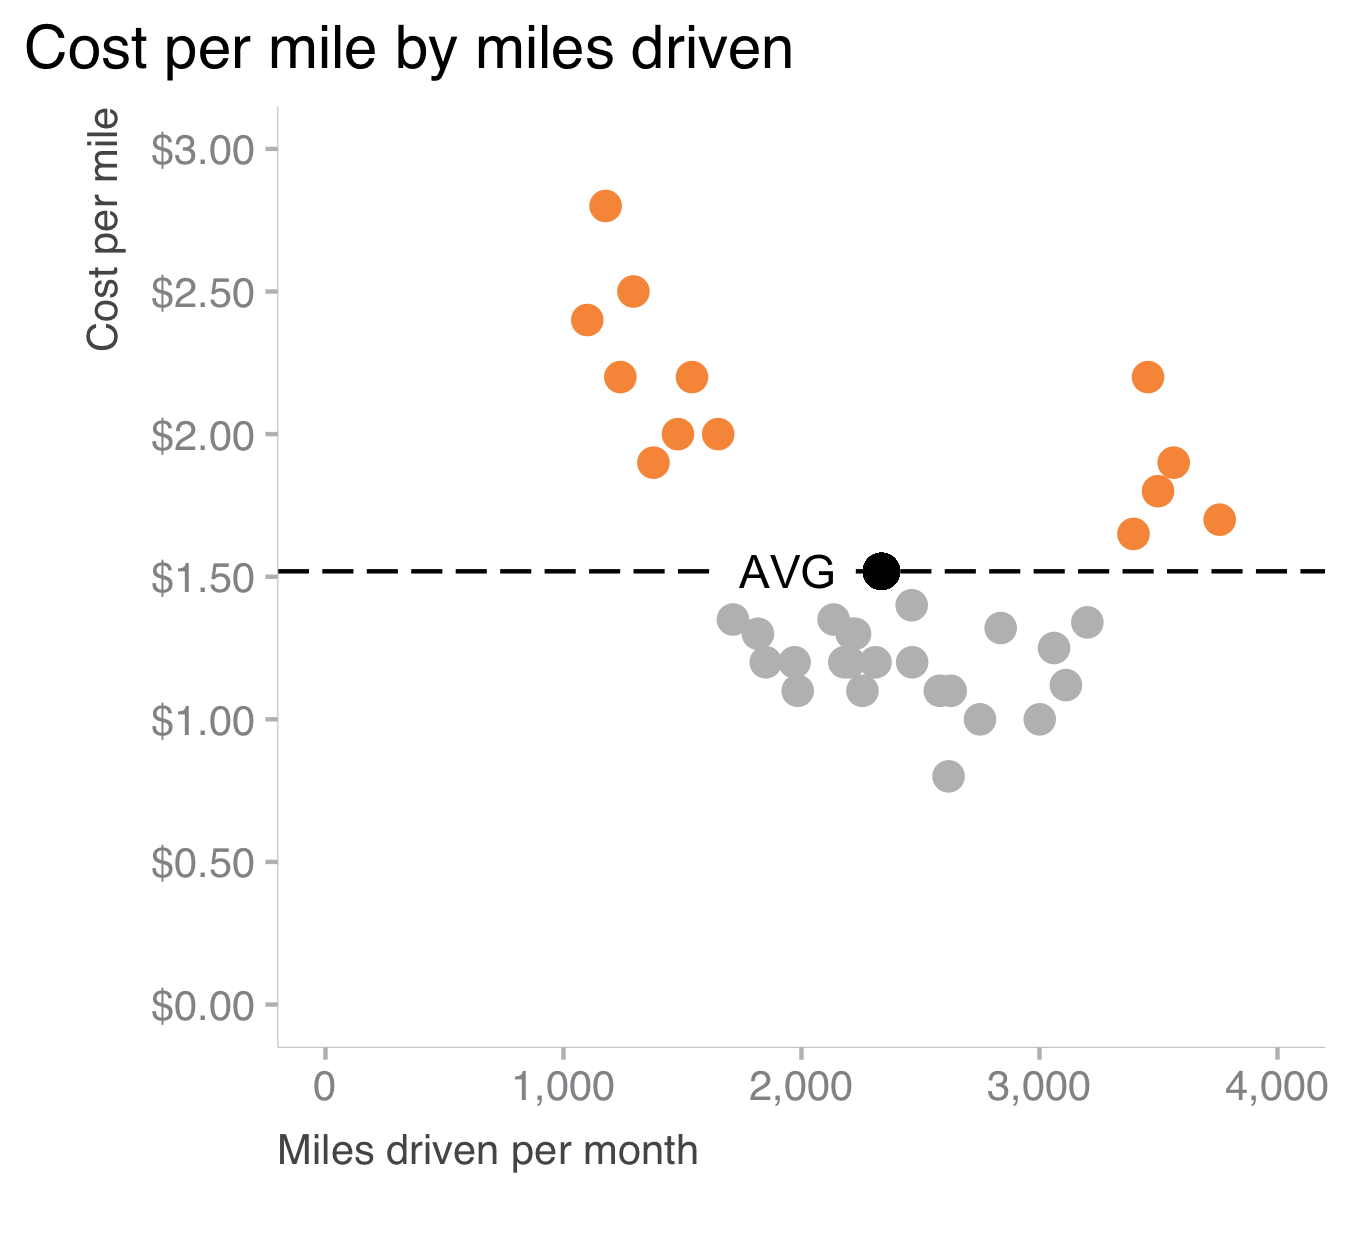 Cost per mile by miles driven
Cost per mile
$3.00
$2.50
$2.00
$1.50
$1.00
$0.50
$0.00
AVG
0 1,000 2,000 3,000 4,000
Miles driven per month